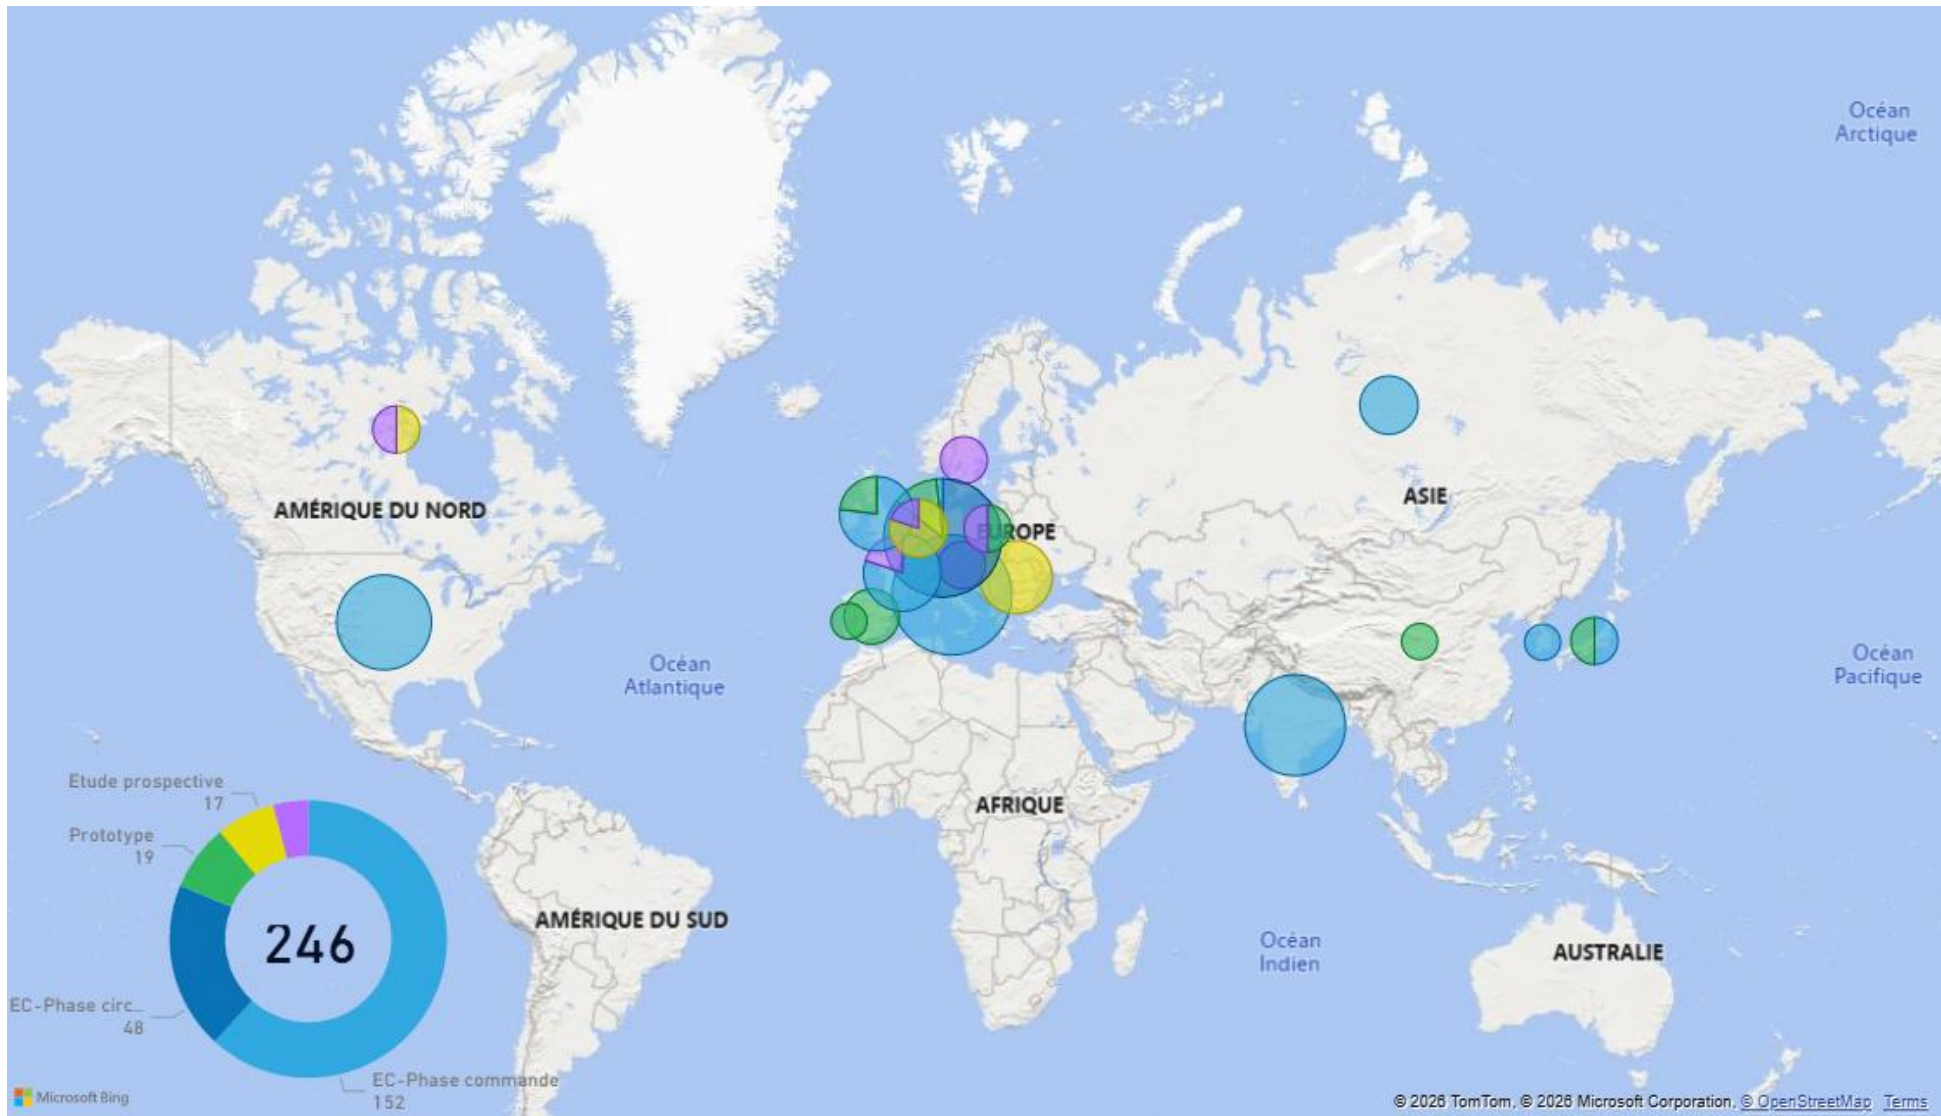 Océan
Arctique
AMÉRIQUE DU NORD
ASIE
EUROPE
Océan
Atlantique
Océan
Pacifique
AFRIQUE
AMÉRIQUE DU SUD
Océan
Indien
AUSTRALIE
Etude prospective
17
Prototype
19
246
EC-Phase circ...
48
EC-Phase commande
152
Microsoft Bing
© 2026 TomTom, © 2026 Microsoft Corporation, © OpenStreetMap Terms